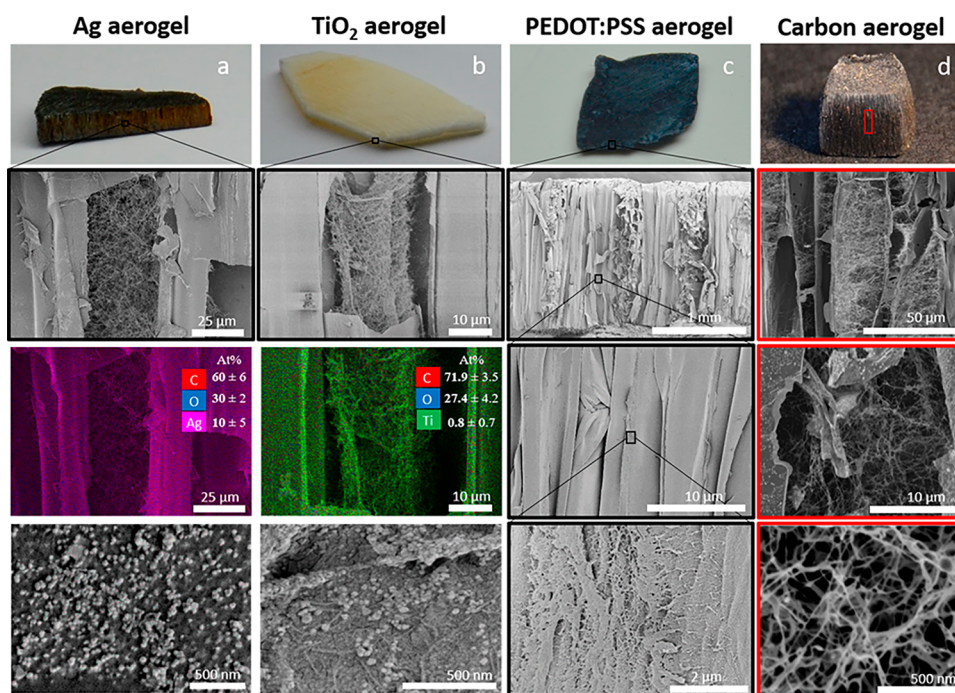 Ag aerogel
TiO₂ aerogel
PEDOT:PSS aerogel
Carbon aerogel
a
b
c
d
25 µm
10 µm
1 mm
50 µm
At%
C 60 ± 6
O 30 ± 2
Ag 10 ± 5
25 µm
At%
C 71.9 ± 3.5
O 27.4 ± 4.2
Ti 0.8 ± 0.7
10 µm
10 µm
10 µm
500 nm
500 nm
2 µm
500 nm